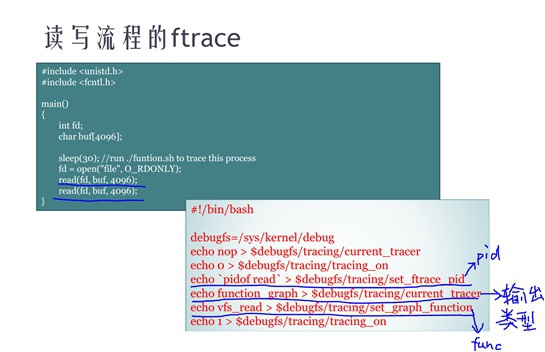 读写流程的ftrace
#include <unistd.h>
#include <fcntl.h>
main()
{
int fd;
char buf[4096];
sleep(30); //run ./funtion.sh to trace this process
fd = open("file", O_RDONLY);
read(fd, buf, 4096);
read(fd, buf, 4096);
}
#!/bin/bash
debugfs=/sys/kernel/debug
echo nop > $debugfs/tracing/current_tracer
echo 0 > $debugfs/tracing/tracing_on
echo `pidof read` > $debugfs/tracing/set_ftrace_pid
pid
echo function_graph > $debugfs/tracing/current_tracer
输出
类型
echo vfs_read > $debugfs/tracing/set_graph_function
func
echo 1 > $debugfs/tracing/tracing_on